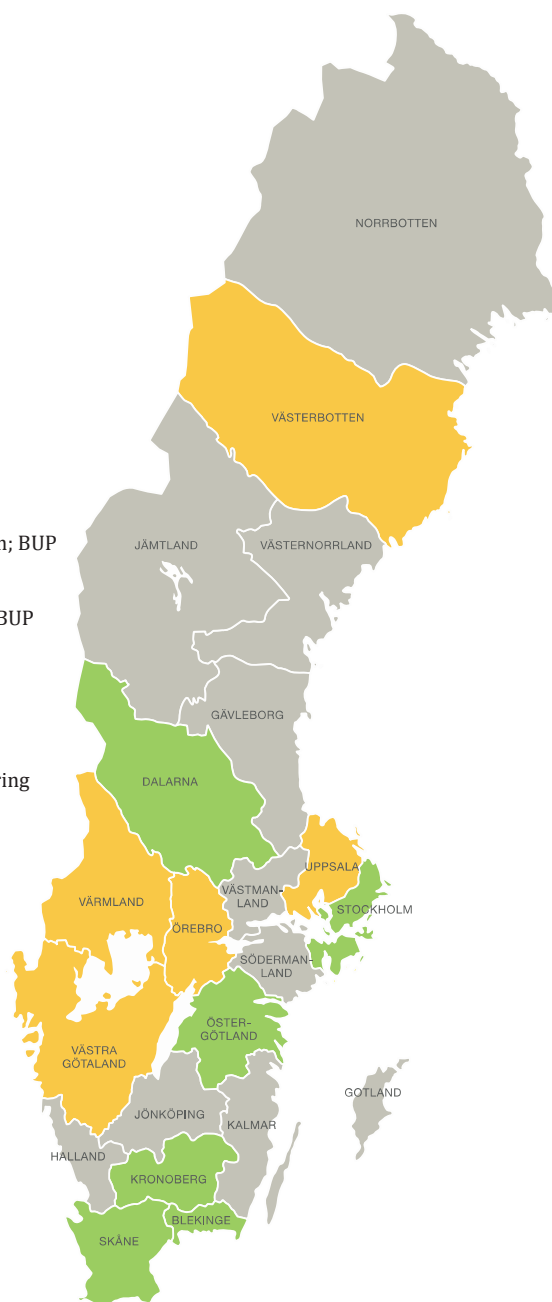 NORRBOTTEN
VÄSTERBOTTEN
n; BUP
JÄMTLAND
VÄSTERNORRLAND
BUP
GÄVLEBORG
DALARNA
ring
UPPSALA
VÄSTMAN-
LAND
VÄRMLAND
STOCKHOLM
ÖREBRO
SÖDERMAN-
LAND
ÖSTER-
GÖTLAND
VÄSTRA
GÖTALAND
GOTLAND
JÖNKÖPING
KALMAR
HALLAND
KRONOBERG
BLEKINGE
SKÅNE